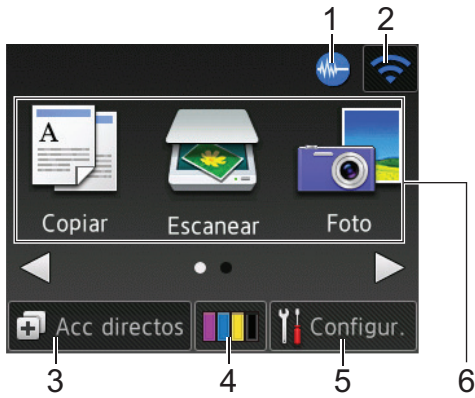 1 2
A
Copiar Escanear Foto
Acc directos Configur.
3 4 5 6